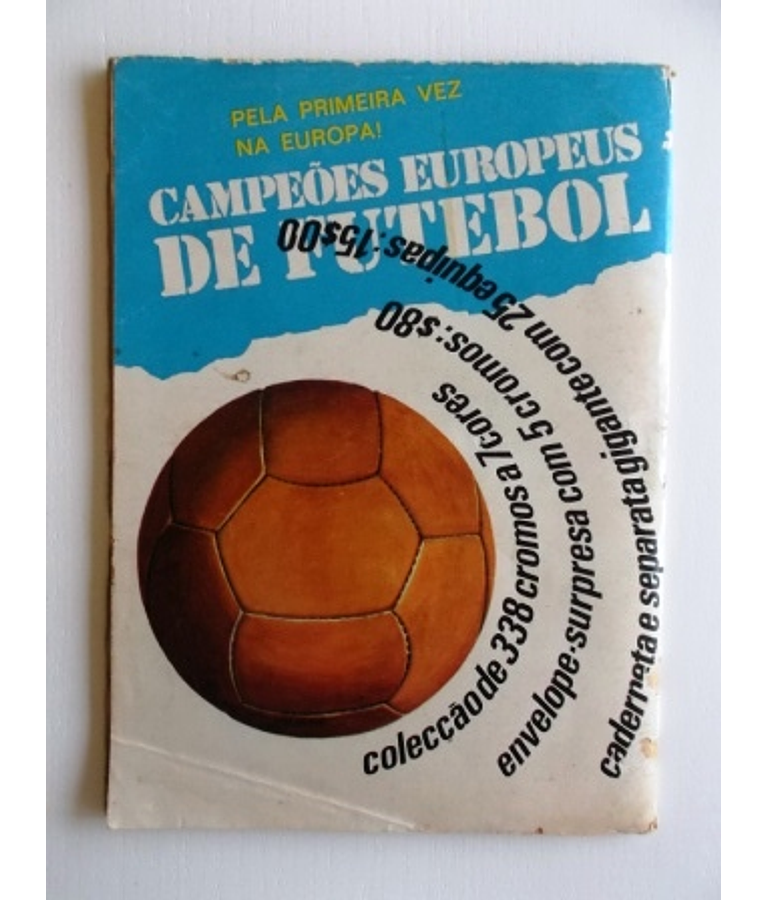 PELA PRIMEIRA VEZ
NA EUROPA!
CAMPEÕES EUROPEUS
DE FUTEBOL
colecção de 338 cromos a 7 cores
envelope-surpresa com 5 cromos: $80
caderneta e separata gigante com 25 equipas: 15$00